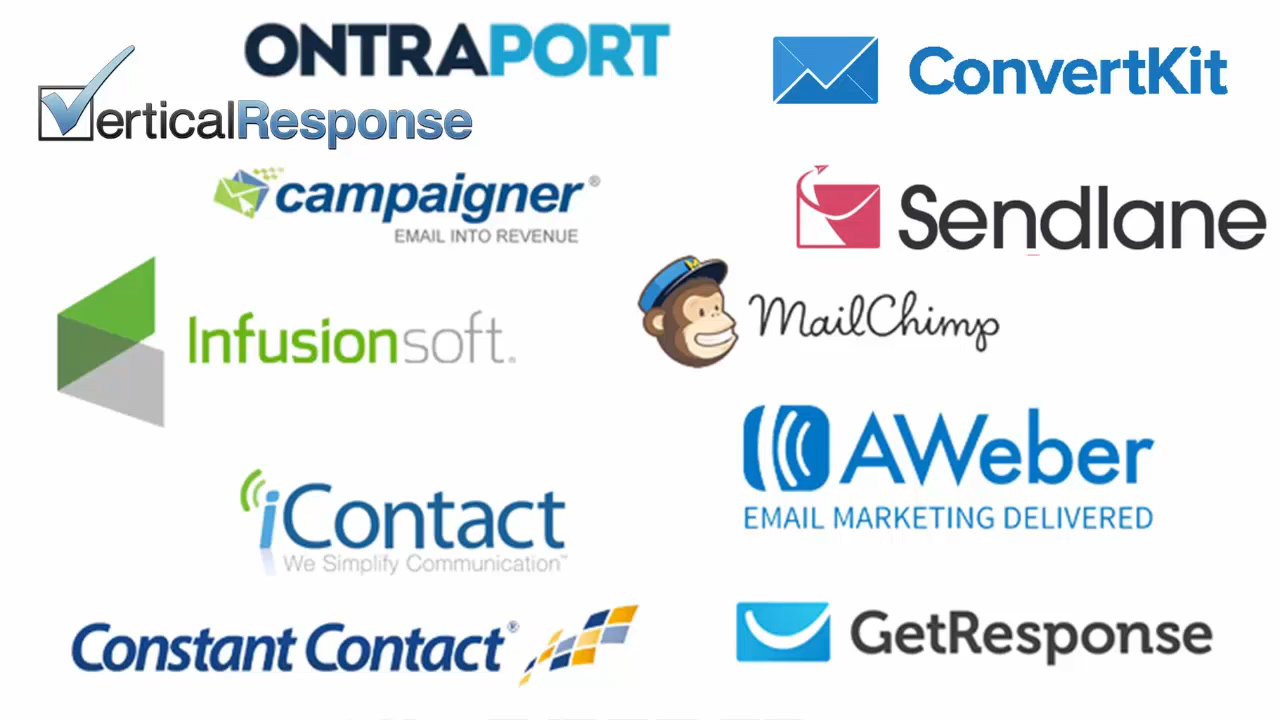 ONTRAPORT
ConvertKit
VerticalResponse
campaigner®
EMAIL INTO REVENUE
Sendlane
MailChimp
Infusionsoft.
AWeber
EMAIL MARKETING DELIVERED
iContact
We Simplify Communication™
Constant Contact®
GetResponse